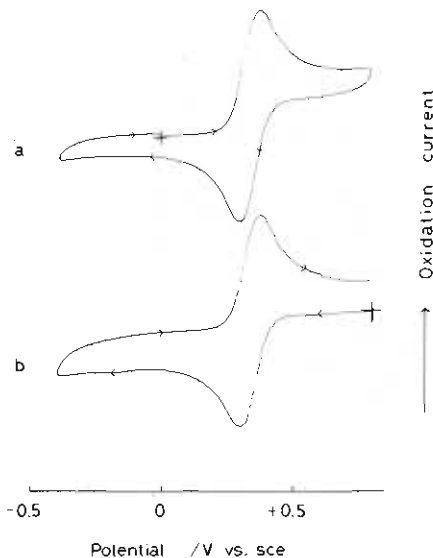 a
b
Oxidation current
-0.5 0 +0.5
Potential /V vs. sce